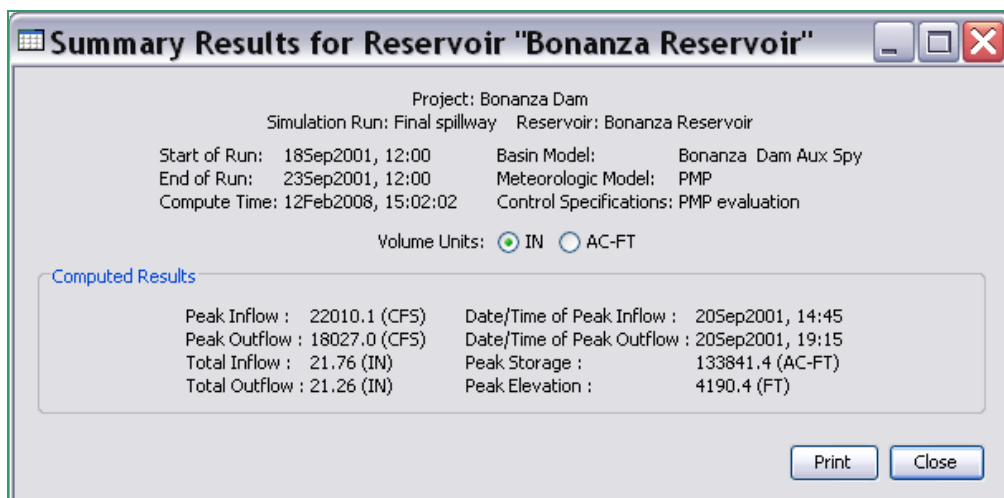 Summary Results for Reservoir "Bonanza Reservoir"
Project: Bonanza Dam
Simulation Run: Final spillway Reservoir: Bonanza Reservoir
Start of Run: 18Sep2001, 12:00 Basin Model: Bonanza Dam Aux Spy
End of Run: 23Sep2001, 12:00 Meteorologic Model: PMP
Compute Time: 12Feb2008, 15:02:02 Control Specifications: PMP evaluation
Volume Units: IN AC-FT
Computed Results
Peak Inflow : 22010.1 (CFS) Date/Time of Peak Inflow : 20Sep2001, 14:45
Peak Outflow : 18027.0 (CFS) Date/Time of Peak Outflow : 20Sep2001, 19:15
Total Inflow : 21.76 (IN) Peak Storage : 133841.4 (AC-FT)
Total Outflow : 21.26 (IN) Peak Elevation : 4190.4 (FT)
Print Close